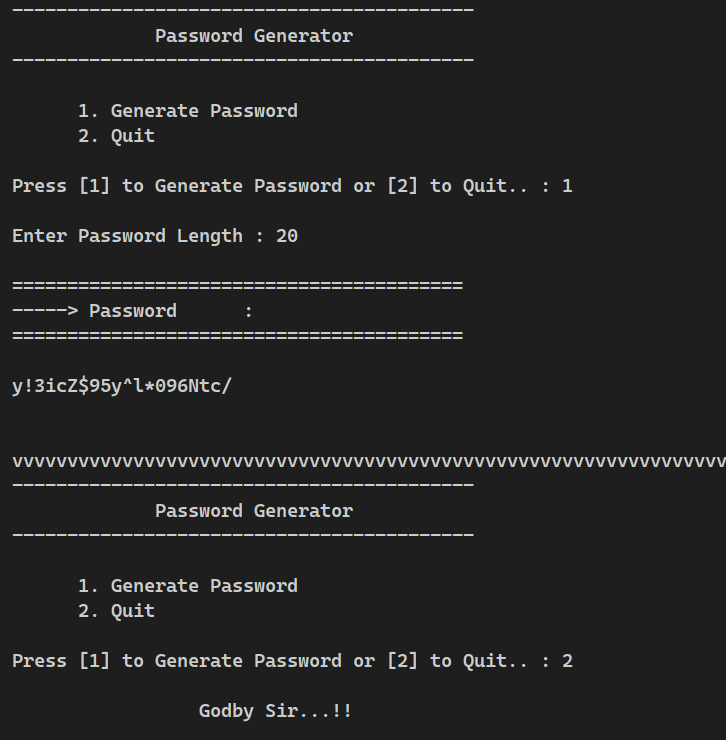 ------------------------------------------
Password Generator
------------------------------------------
1. Generate Password
2. Quit
Press [1] to Generate Password or [2] to Quit.. : 1
Enter Password Length : 20
=========================================
-----> Password      :
=========================================
y!3icZ$95y^l*096Ntc/
vvvvvvvvvvvvvvvvvvvvvvvvvvvvvvvvvvvvvvvvvvvvvvvvvvvvvvvvvvvvvvvvv
------------------------------------------
Password Generator
------------------------------------------
1. Generate Password
2. Quit
Press [1] to Generate Password or [2] to Quit.. : 2
Godby Sir...!!